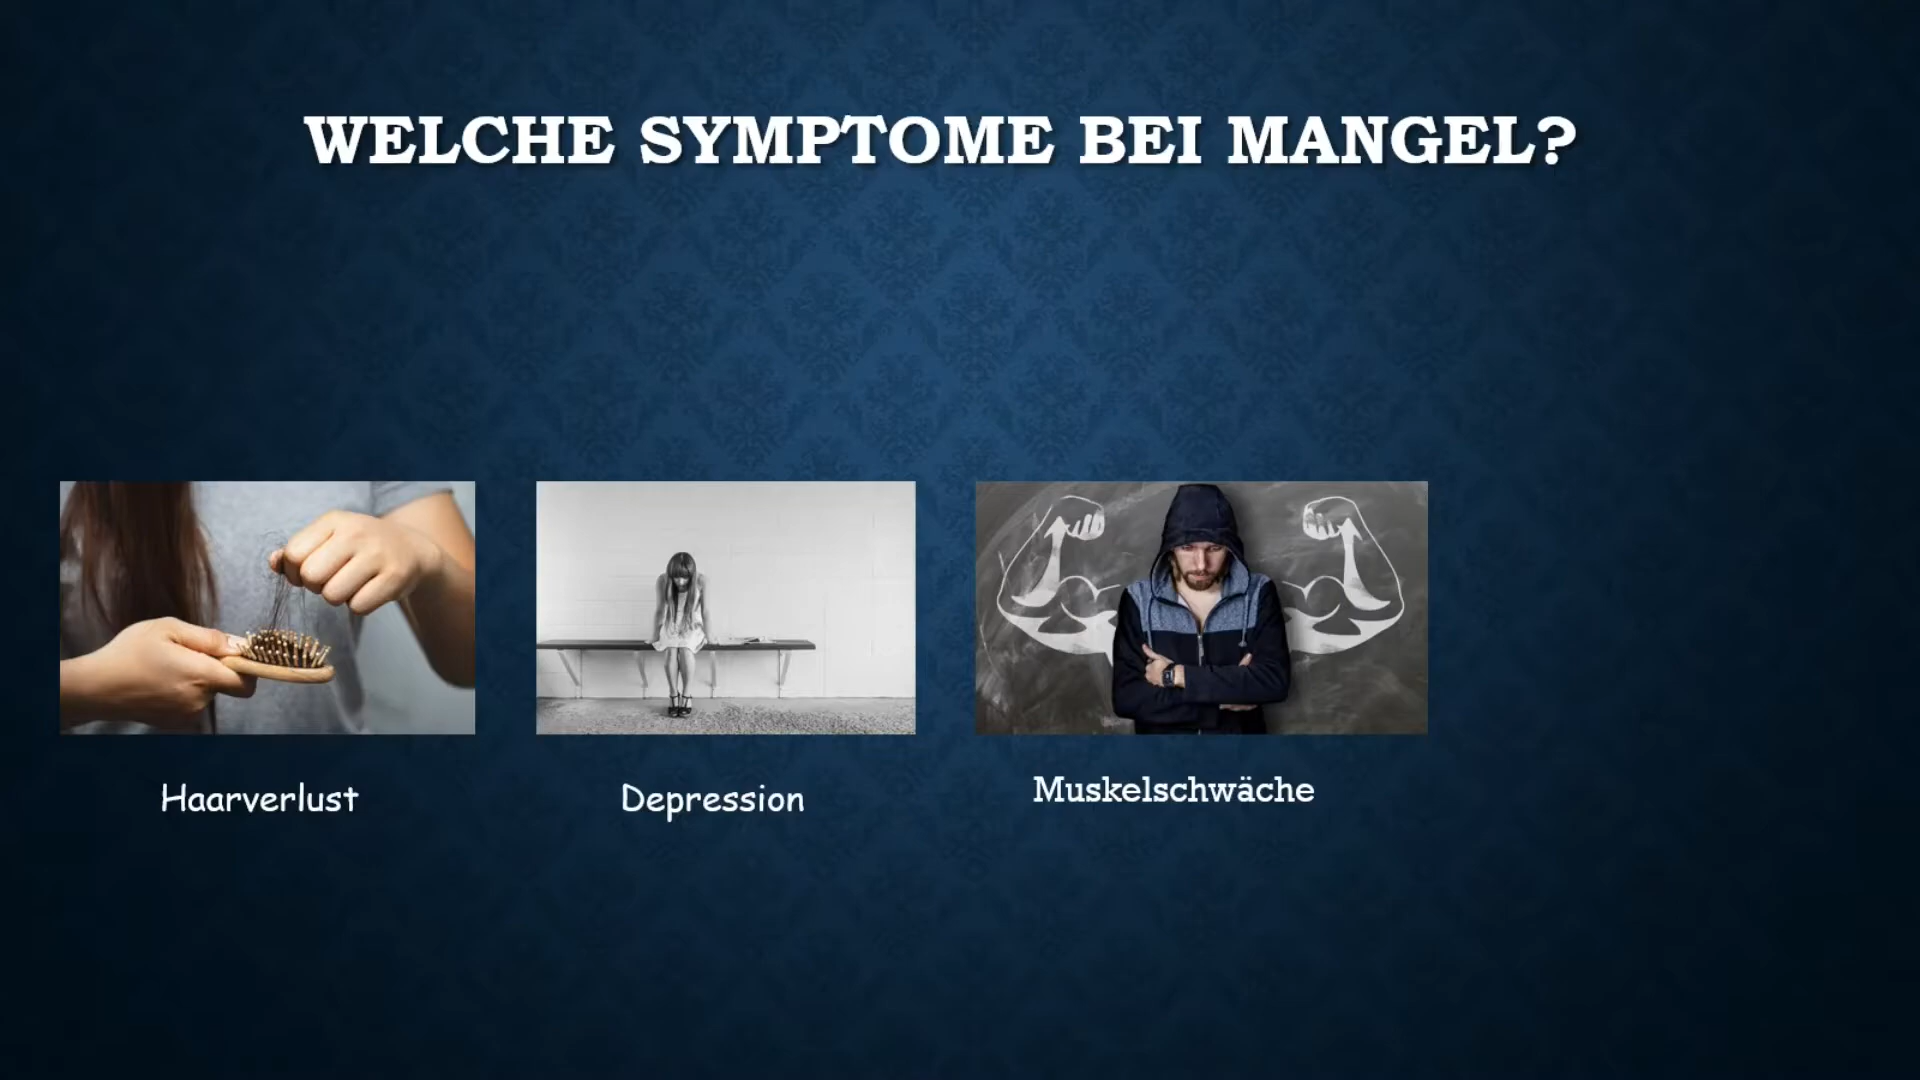 WELCHE SYMPTOME BEI MANGEL?
Haarverlust
Depression
Muskelschwäche